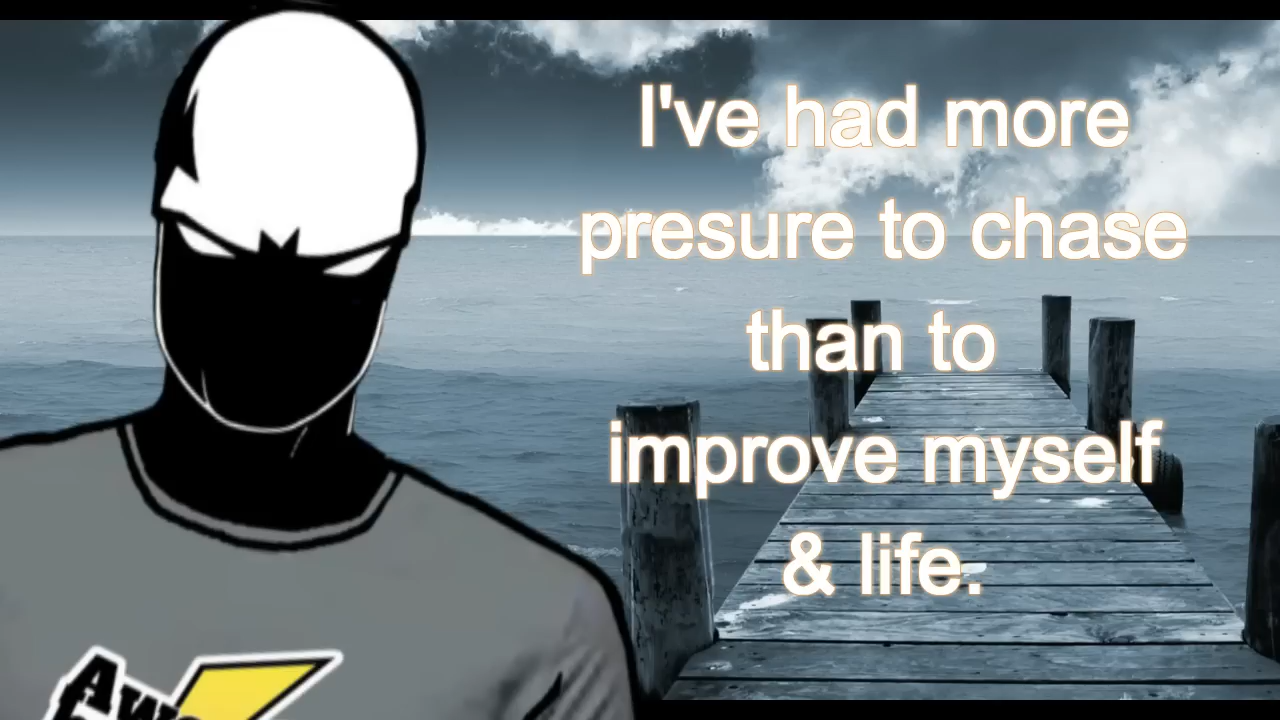 I've had more
presure to chase
than to
improve myself
& life.